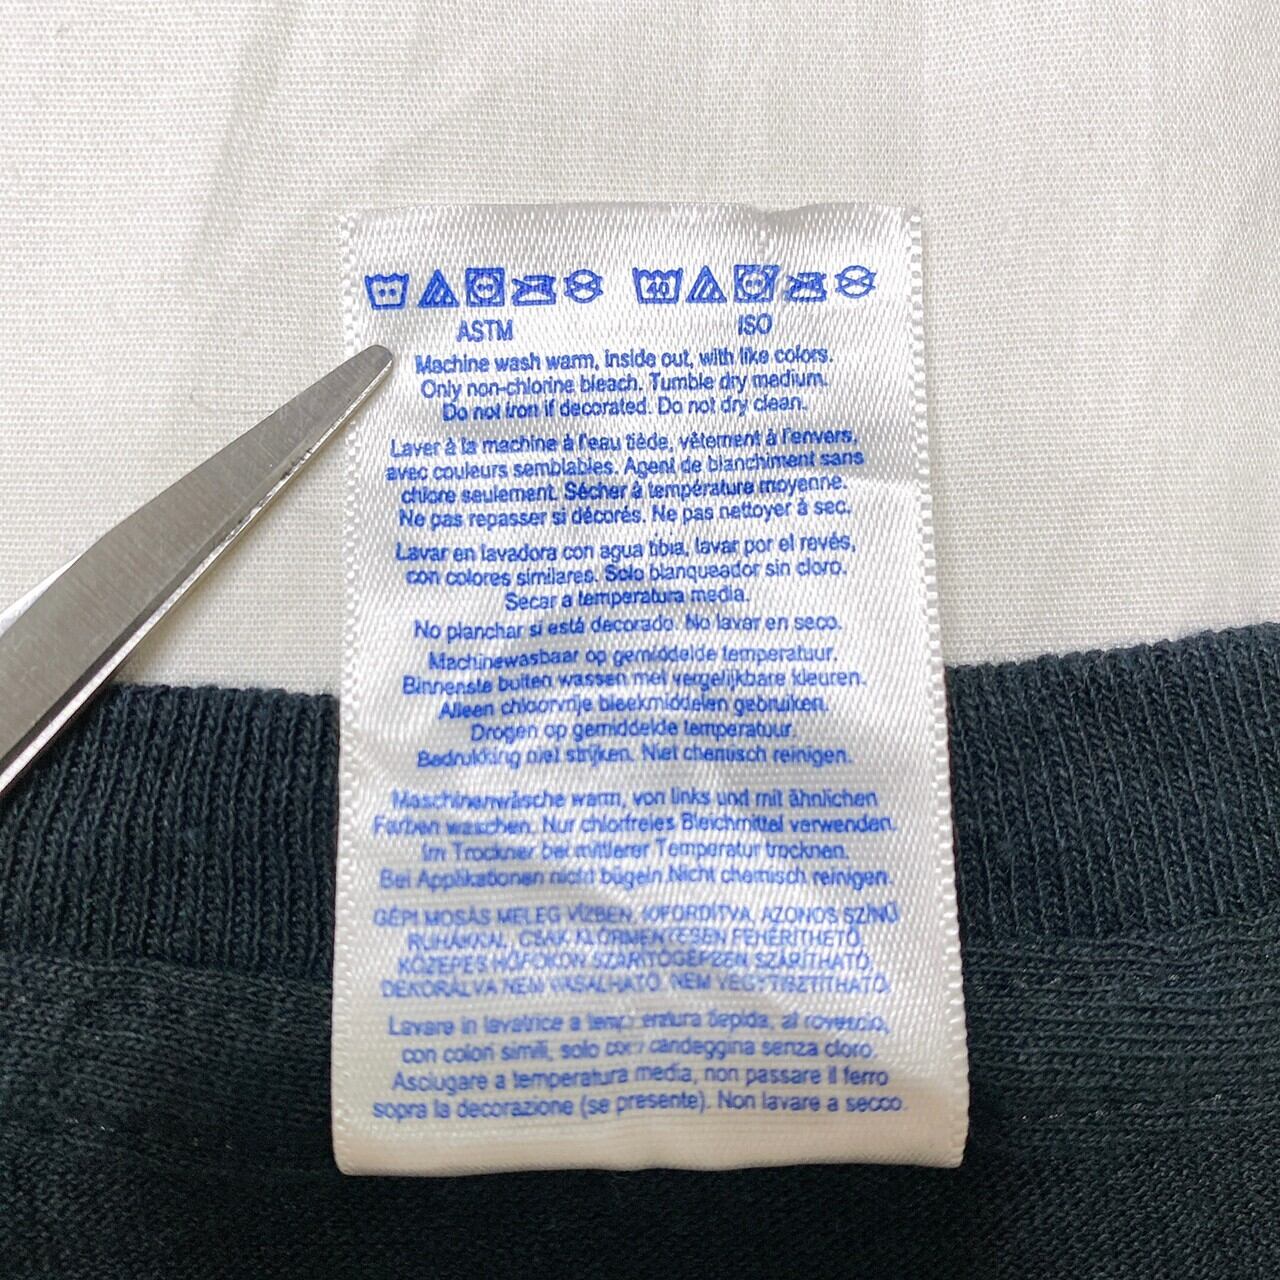 40
ASTM ISO
Machine wash warm, inside out, with like colors.
Only non-chlorine bleach. Tumble dry medium.
Do not iron if decorated. Do not dry clean.
Laver à la machine à l'eau tiède, vêtement à l'envers,
avec couleurs semblables. Agent de blanchiment sans
chlore seulement. Sécher à température moyenne.
Ne pas repasser si décorés. Ne pas nettoyer à sec.
Lavar en lavadora con agua tibia, lavar por el revés,
con colores similares. Solo blanqueador sin cloro.
Secar a temperatura media.
No planchar si está decorado. No lavar en seco.
Machinewasbaar op gemiddelde temperatuur.
Binnenste buiten wassen met vergelijkbare kleuren.
Alleen chloorvrije bleekmiddelen gebruiken.
Drogen op gemiddelde temperatuur.
Bedrukking niet strijken. Niet chemisch reinigen.
Maschinenwäsche warm, von links und mit ähnlichen
Farben waschen. Nur chlorfreies Bleichmittel verwenden.
Im Trockner bei mittlerer Temperatur trocknen.
Bei Applikationen nicht bügeln.Nicht chemisch reinigen.
GÉPI MOSÁS MELEG VÍZBEN, KIFORDÍTVA, AZONOS SZÍNŰ
RUHÁKKAL, CSAK KLÓRMENTESEN FEHÉRÍTHETŐ,
KÖZEPES HŐFOKON SZÁRÍTÓGÉPZEN SZÁRÍTHATÓ,
DEKORÁLVA NEM VASALHATÓ. NEM VEGYTISZTÍTHATÓ.
Lavare in lavatrice a temperatura tiepida, al rovescio,
con colori simili, solo con candeggina senza cloro.
Asciugare a temperatura media, non passare il ferro
sopra la decorazione (se presente). Non lavare a secco.